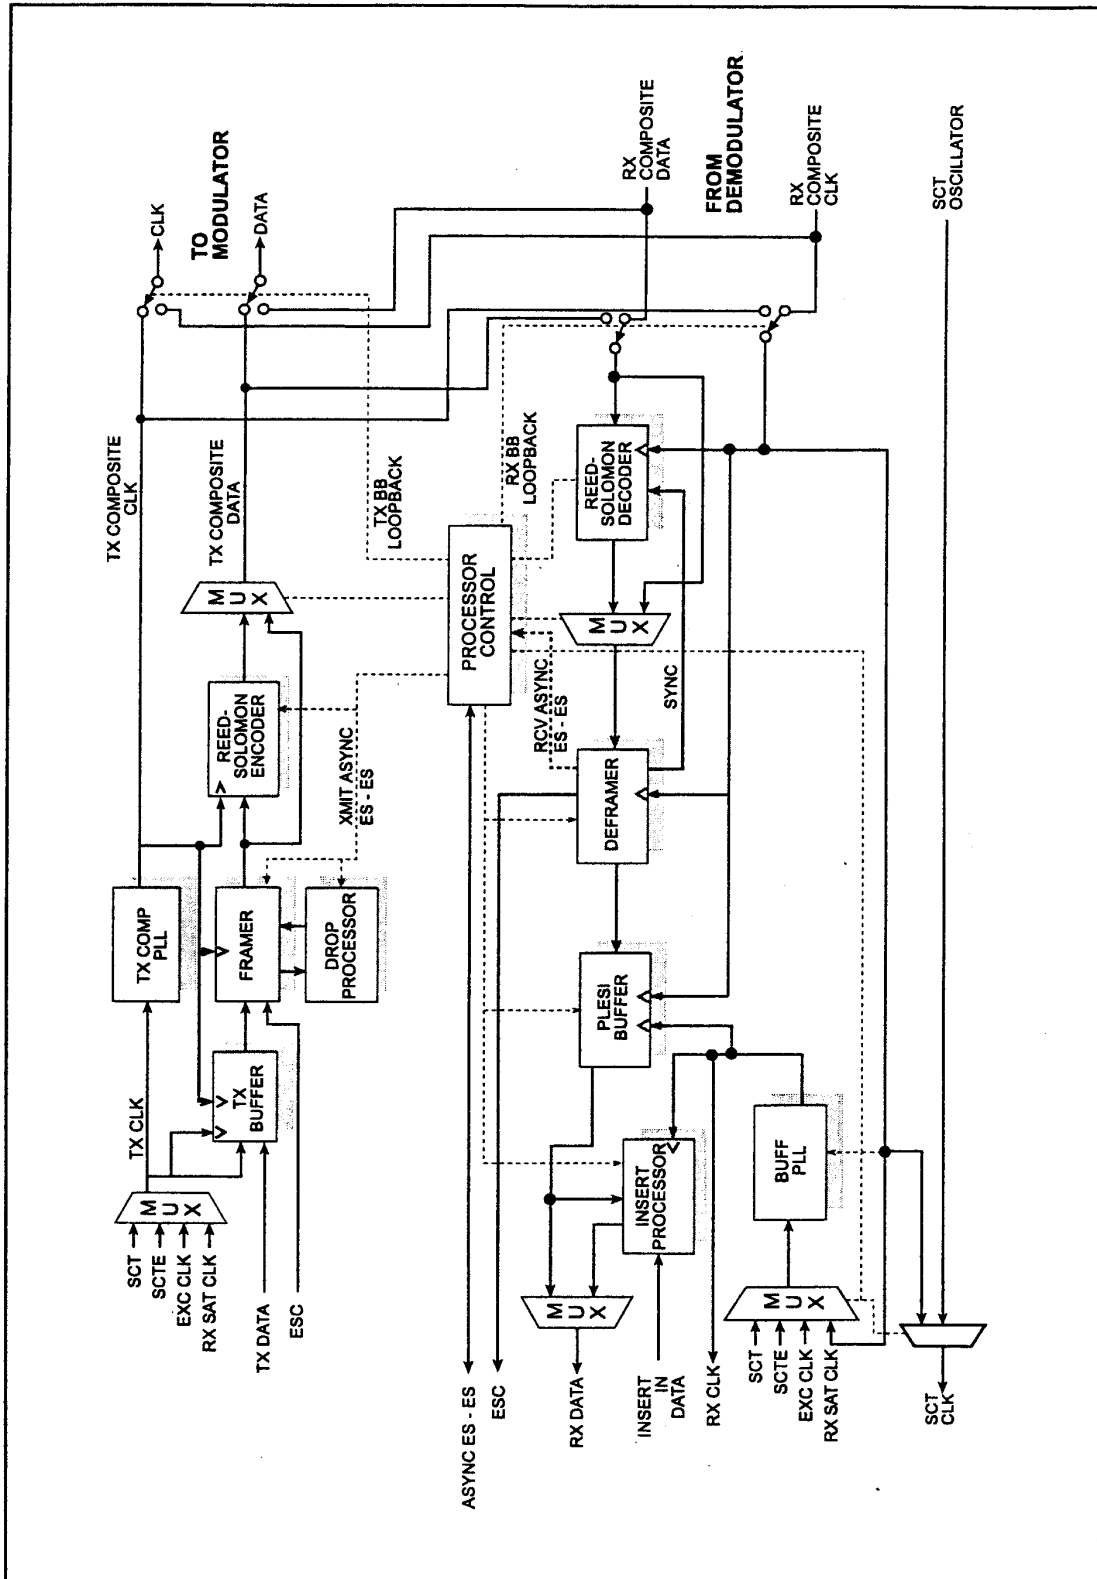 SCT
SCTE
EXC CLK
RX SAT CLK
TX DATA
ESC
M
U
X
TX CLK
TX BUFFER
TX COMP
PLL
FRAMER
DROP
PROCESSOR
REED-
SOLOMON
ENCODER
XMIT ASYNC
ES - ES
M
U
X
TX COMPOSITE
CLK
TX COMPOSITE
DATA
TX BB
LOOPBACK
CLK
TO
MODULATOR
DATA
ASYNC ES - ES
ESC
RX DATA
INSERT
IN
DATA
RX CLK
M
U
X
INSERT
PROCESSOR
PLESI
BUFFER
DEFRAMER
RCV ASYNC
ES - ES
SYNC
PROCESSOR
CONTROL
M
U
X
REED-
SOLOMON
DECODER
RX BB
LOOPBACK
RX
COMPOSITE
DATA
FROM
DEMODULATOR
RX
COMPOSITE
CLK
SCT
SCTE
EXC CLK
RX SAT CLK
M
U
X
BUFF
PLL
SCT
CLK
SCT
OSCILLATOR